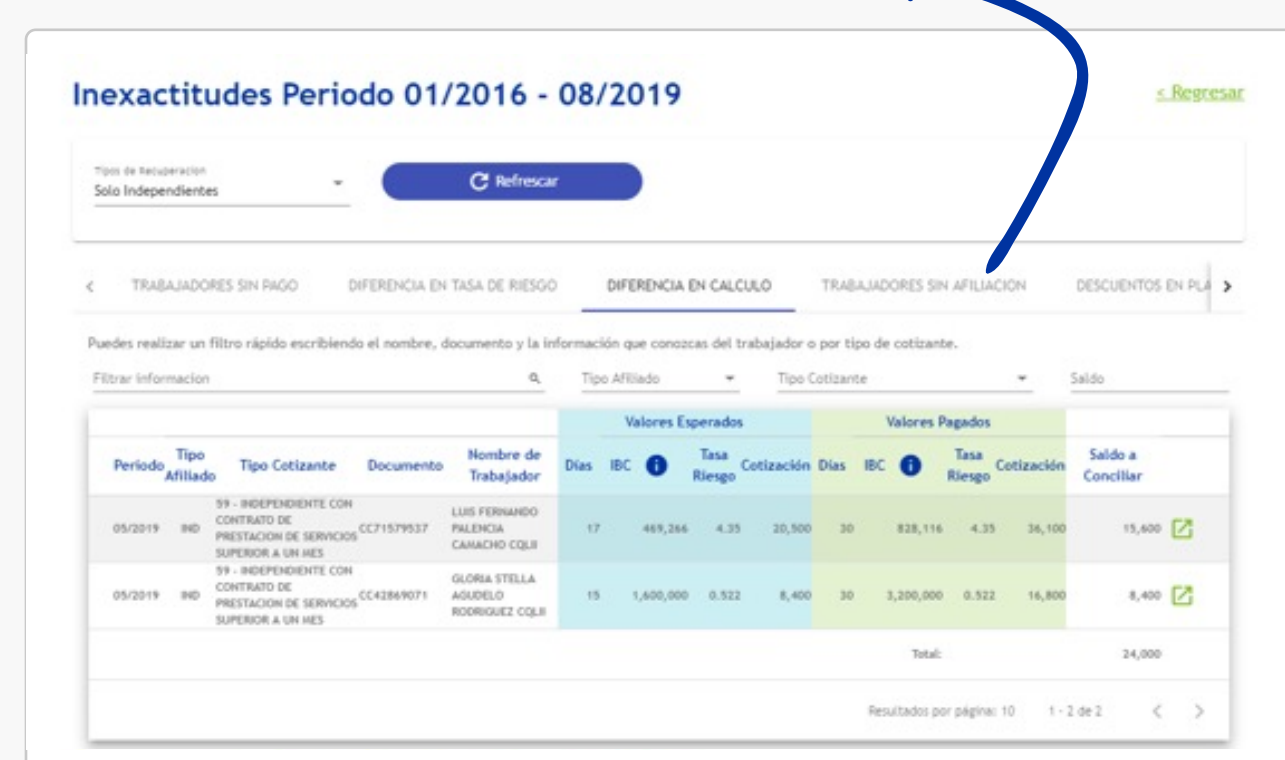 Inexactitudes Periodo 01/2016 - 08/2019
< Regresar
Tipos de Recuperacion
Solo Independientes
Refrescar
TRABAJADORES SIN PAGO DIFERENCIA EN TASA DE RIESGO DIFERENCIA EN CALCULO TRABAJADORES SIN AFILIACION DESCUENTOS EN PLA
Puedes realizar un filtro rápido escribiendo el nombre, documento y la información que conozcas del trabajador o por tipo de cotizante.
Filtrar informacion Tipo Afiliado Tipo Cotizante Saldo
Valores Esperados Valores Pagados
Periodo Tipo Afiliado Tipo Cotizante Documento Nombre de Trabajador Días IBC Tasa Riesgo Cotización Días IBC Tasa Riesgo Cotización Saldo a Conciliar
05/2019 IND 59 - INDEPENDIENTE CON CONTRATO DE PRESTACION DE SERVICIOS SUPERIOR A UN MES CC71579537 LUIS FERNANDO PALENCIA CAMACHO CQLII 17 469,266 4.35 20,500 30 828,116 4.35 36,100 15,600
05/2019 IND 59 - INDEPENDIENTE CON CONTRATO DE PRESTACION DE SERVICIOS SUPERIOR A UN MES CC42869071 GLORIA STELLA AGUDELO RODRIGUEZ CQLII 15 1,600,000 0.522 8,400 30 3,200,000 0.522 16,800 8,400
Total: 24,000
Resultados por página: 10 1 - 2 de 2